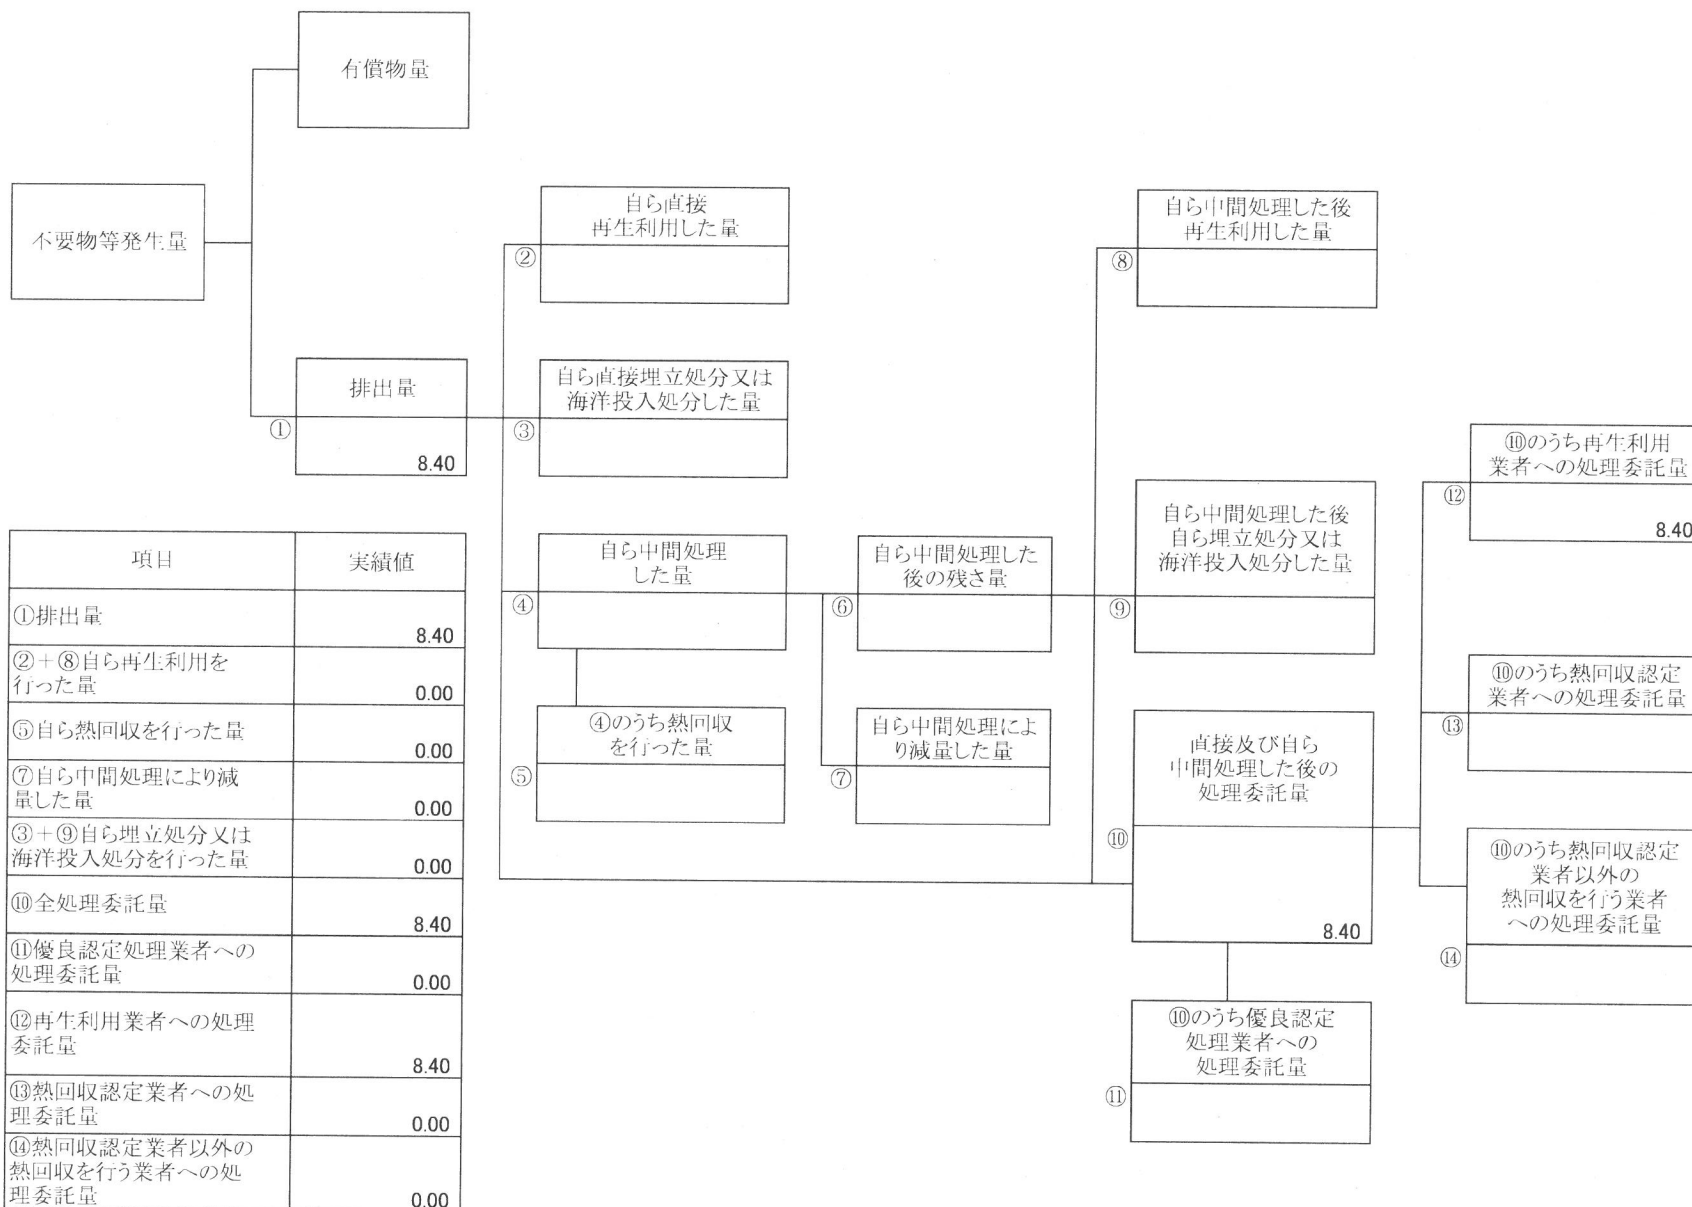 有償物量
不要物等発生量
自ら直接
再生利用した量
②
自ら中間処理した後
再生利用した量
⑧
排出量
①
8.40
自ら直接埋立処分又は
海洋投入処分した量
③
⑩のうち再生利用
業者への処理委託量
⑫
8.40
自ら中間処理
した量
④
自ら中間処理した
後の残さ量
⑥
自ら中間処理した後
自ら埋立処分又は
海洋投入処分した量
⑨
⑩のうち熱回収認定
業者への処理委託量
⑬
④のうち熱回収
を行った量
⑤
自ら中間処理によ
り減量した量
⑦
直接及び自ら
中間処理した後の
処理委託量
⑩
8.40
⑩のうち熱回収認定
業者以外の
熱回収を行う業者
への処理委託量
⑭
⑩のうち優良認定
処理業者への
処理委託量
⑪
項目 実績値
①排出量
8.40
②+⑧自ら再生利用を
行った量
0.00
⑤自ら熱回収を行った量
0.00
⑦自ら中間処理により減
量した量
0.00
③+⑨自ら埋立処分又は
海洋投入処分を行った量
0.00
⑩全処理委託量
8.40
⑪優良認定処理業者への
処理委託量
0.00
⑫再生利用業者への処理
委託量
8.40
⑬熱回収認定業者への処
理委託量
0.00
⑭熱回収認定業者以外の
熱回収を行う業者への処
理委託量
0.00